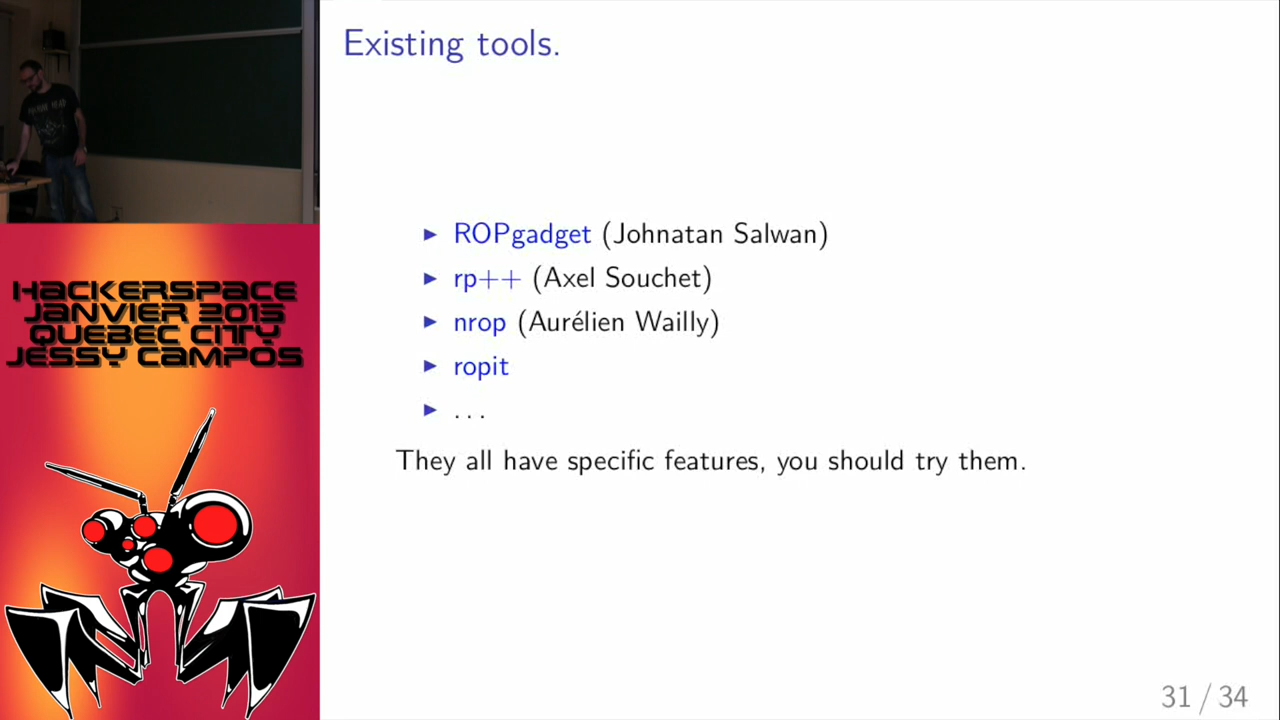 Existing tools.
► ROPgadget (Johnatan Salwan)
► rp++ (Axel Souchet)
► nrop (Aurélien Wailly)
► ropit
► ...
They all have specific features, you should try them.
31 / 34
HACKERSPACE
JANVIER 2015
QUEBEC CITY
JESSY CAMPOS